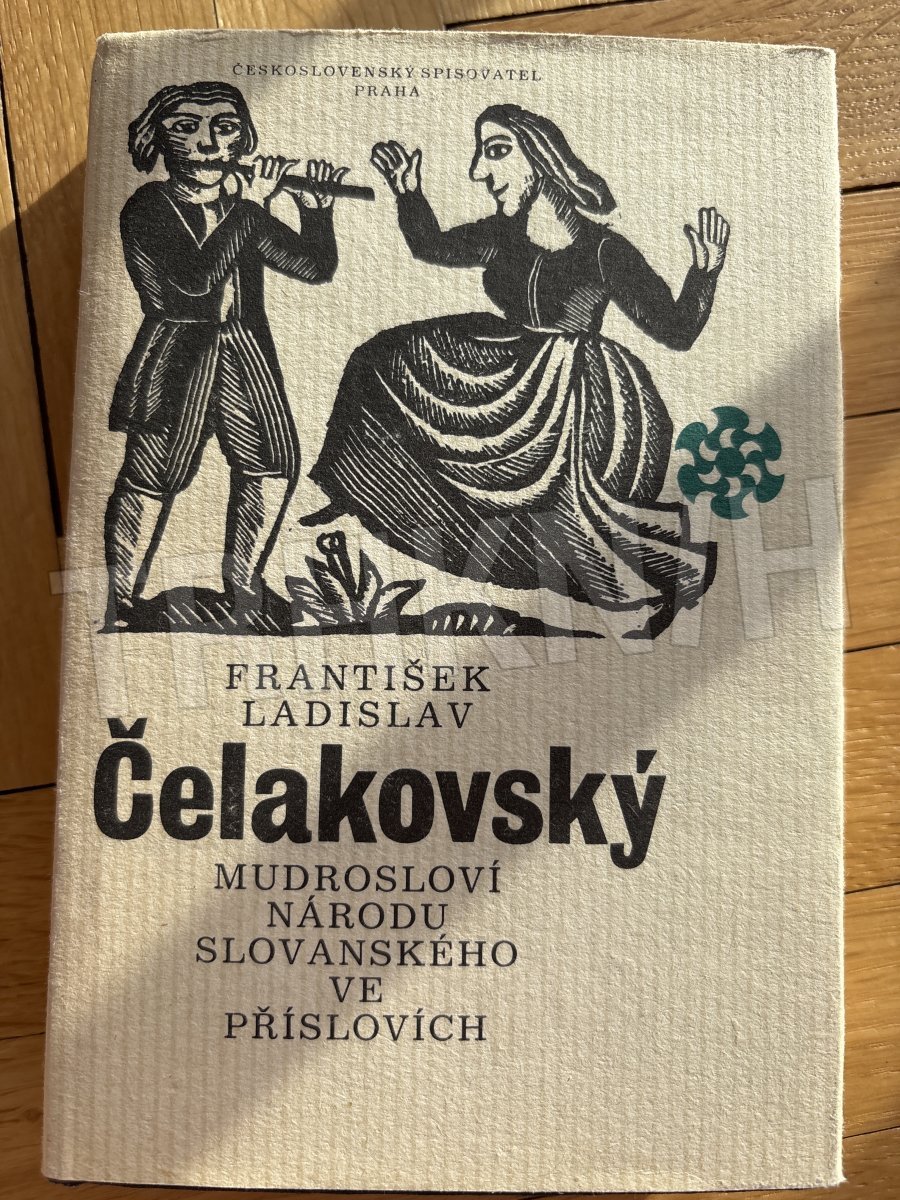 ČESKOSLOVENSKÝ SPISOVATEL
PRAHA
FRANTIŠEK
LADISLAV
Čelakovský
MUDROSLOVÍ
NÁRODU
SLOVANSKÉHO
VE
PŘÍSLOVÍCH